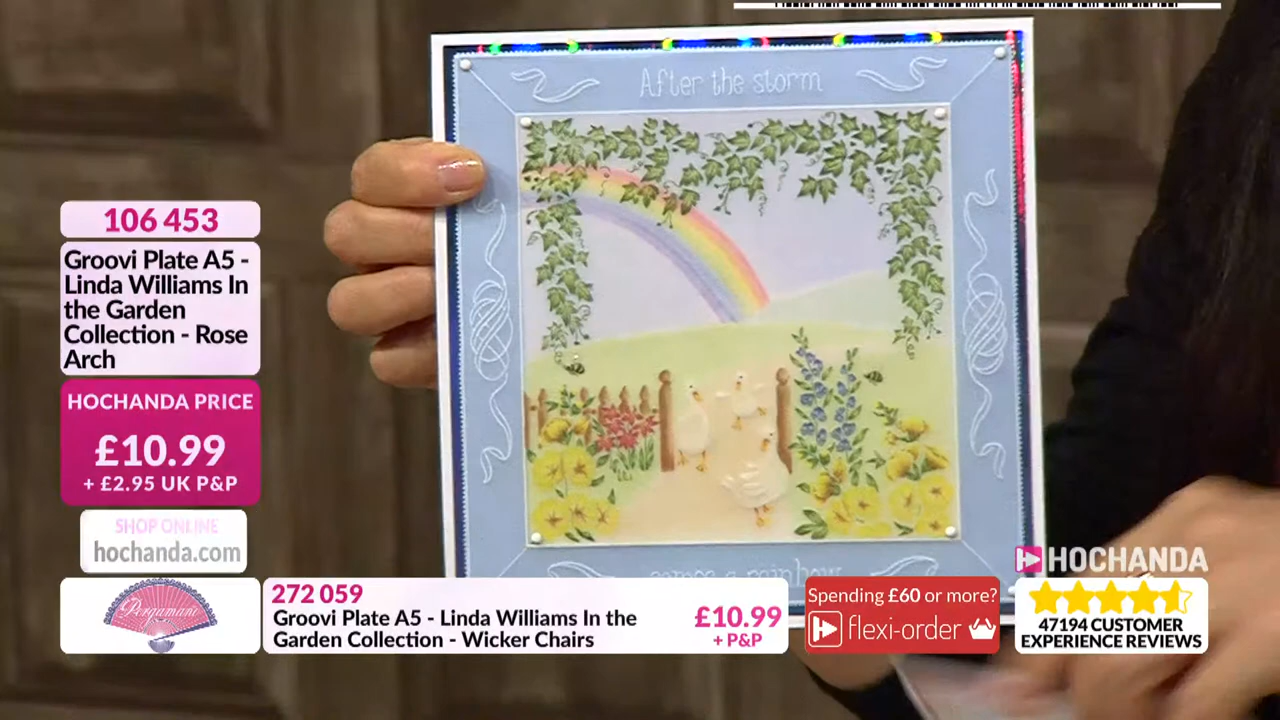 After the storm
106 453
Groovi Plate A5 -
Linda Williams In
the Garden
Collection - Rose
Arch
HOCHANDA PRICE
£10.99
+ £2.95 UK P&P
SHOP ONLINE
hochanda.com
Pergamano
272 059
Groovi Plate A5 - Linda Williams In the
Garden Collection - Wicker Chairs
£10.99
+ P&P
Spending £60 or more?
flexi-order
HOCHANDA
47194 CUSTOMER
EXPERIENCE REVIEWS
comes a rainbow